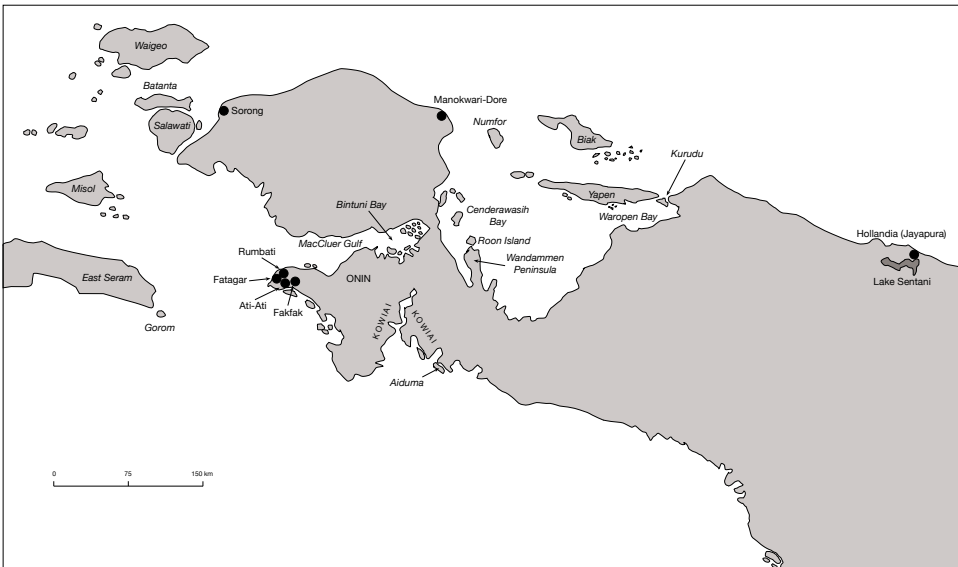 Waigeo
Batanta
Salawati
Sorong
Manokwari-Dore
Numfor
Biak
Kurudu
Misol
Yapen
Bintuni Bay
Cenderawasih
Bay
Waropen Bay
MacCluer Gulf
Roon Island
Wandammen
Peninsula
Hollandia (Jayapura)
Lake Sentani
Rumbati
Fatagar
ONIN
Ati-Ati
Fakfak
East Seram
Gorom
KOWIAI
KOWIAI
Aiduma
0 75 150 km